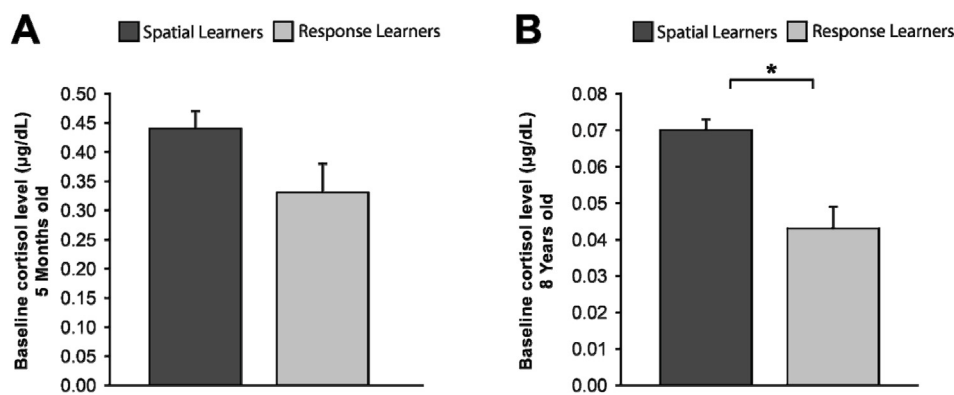 A
Spatial Learners
Response Learners
Baseline cortisol level (µg/dL)
5 Months old
0.50
0.45
0.40
0.35
0.30
0.25
0.20
0.15
0.10
0.05
0.00
B
Spatial Learners
Response Learners
*
Baseline cortisol level (µg/dL)
8 Years old
0.08
0.07
0.06
0.05
0.04
0.03
0.02
0.01
0.00